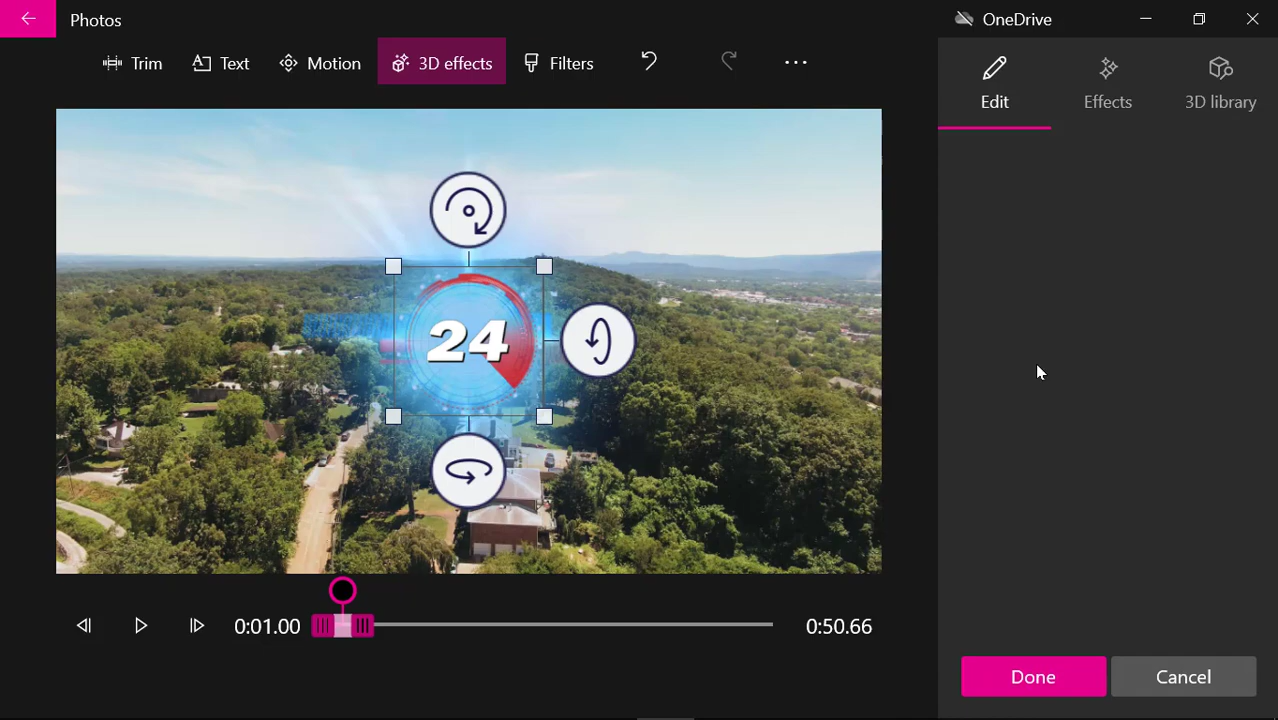 Photos
OneDrive
Trim
Text
Motion
3D effects
Filters
Edit
Effects
3D library
24
0:01.00
0:50.66
Done
Cancel